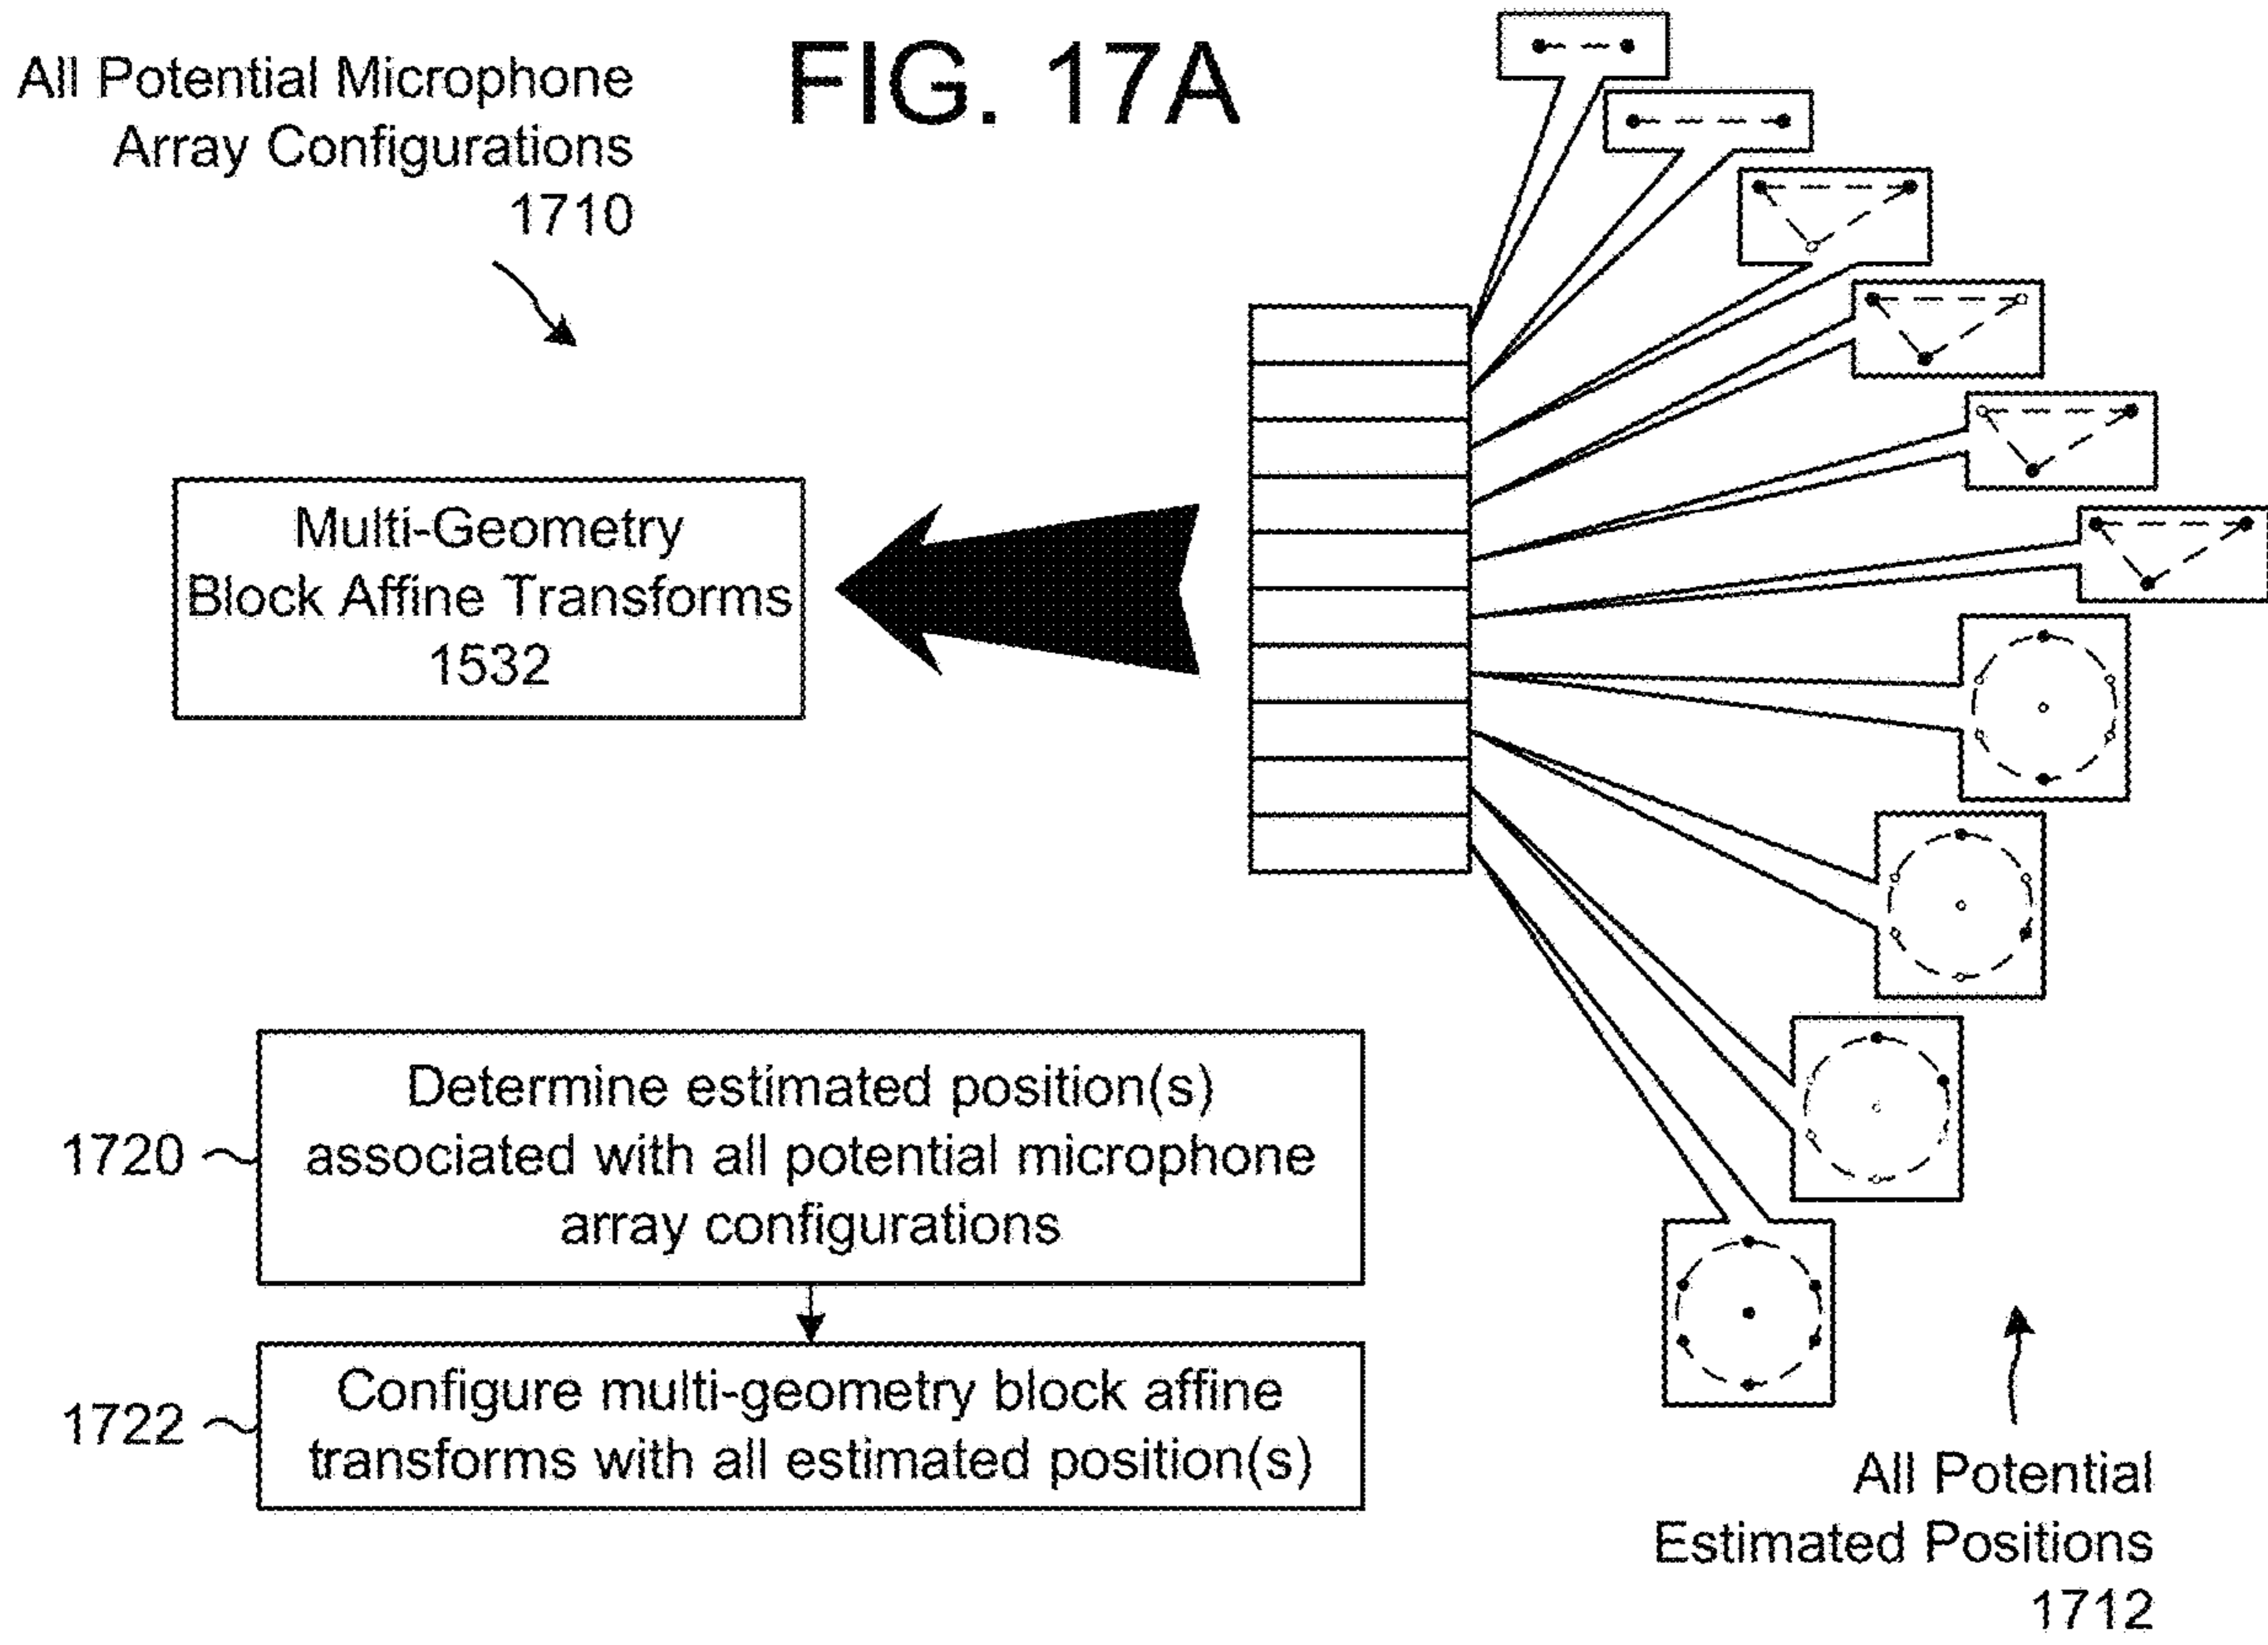 FIG. 17A
All Potential Microphone
Array Configurations
1710
Multi-Geometry
Block Affine Transforms
1532
1720
Determine estimated position(s)
associated with all potential microphone
array configurations
1722
Configure multi-geometry block affine
transforms with all estimated position(s)
All Potential
Estimated Positions
1712